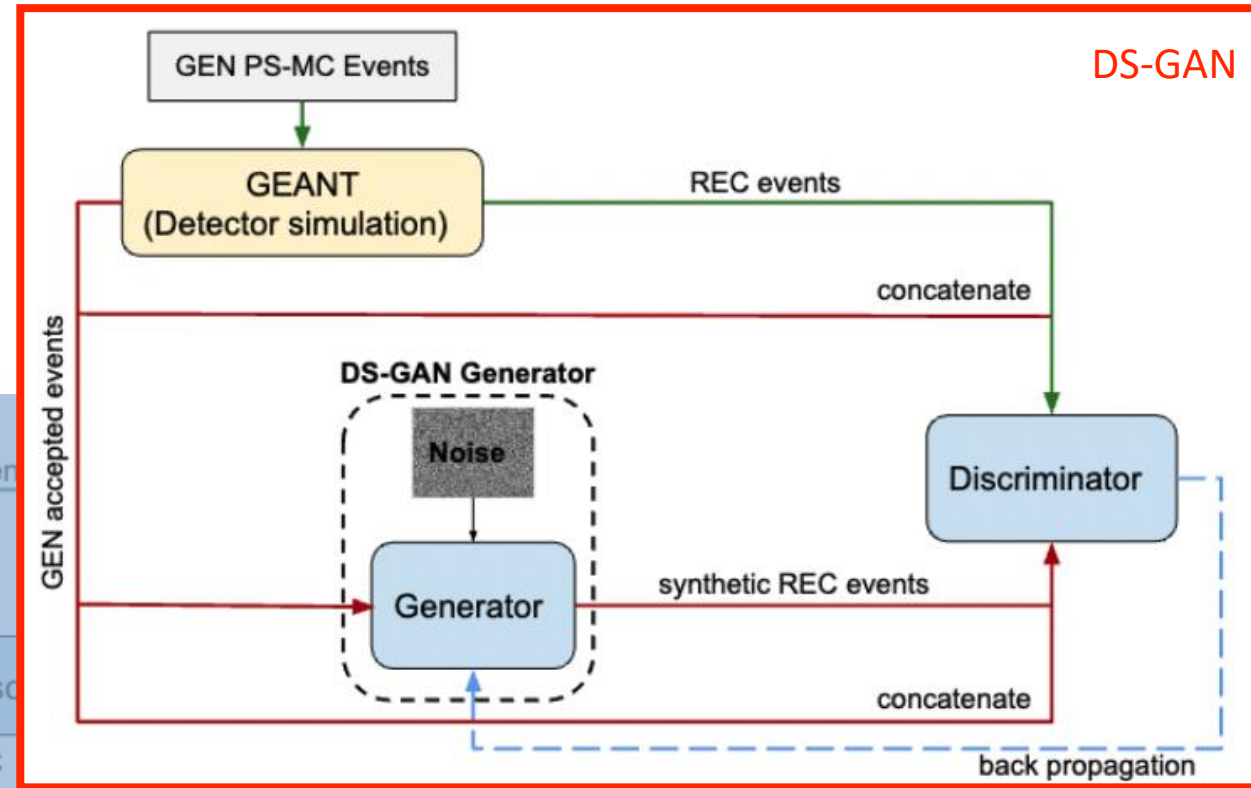 DS-GAN
GEN PS-MC Events
GEANT
(Detector simulation)
REC events
concatenate
GEN accepted events
DS-GAN Generator
Noise
Discriminator
Generator
synthetic REC events
concatenate
back propagation